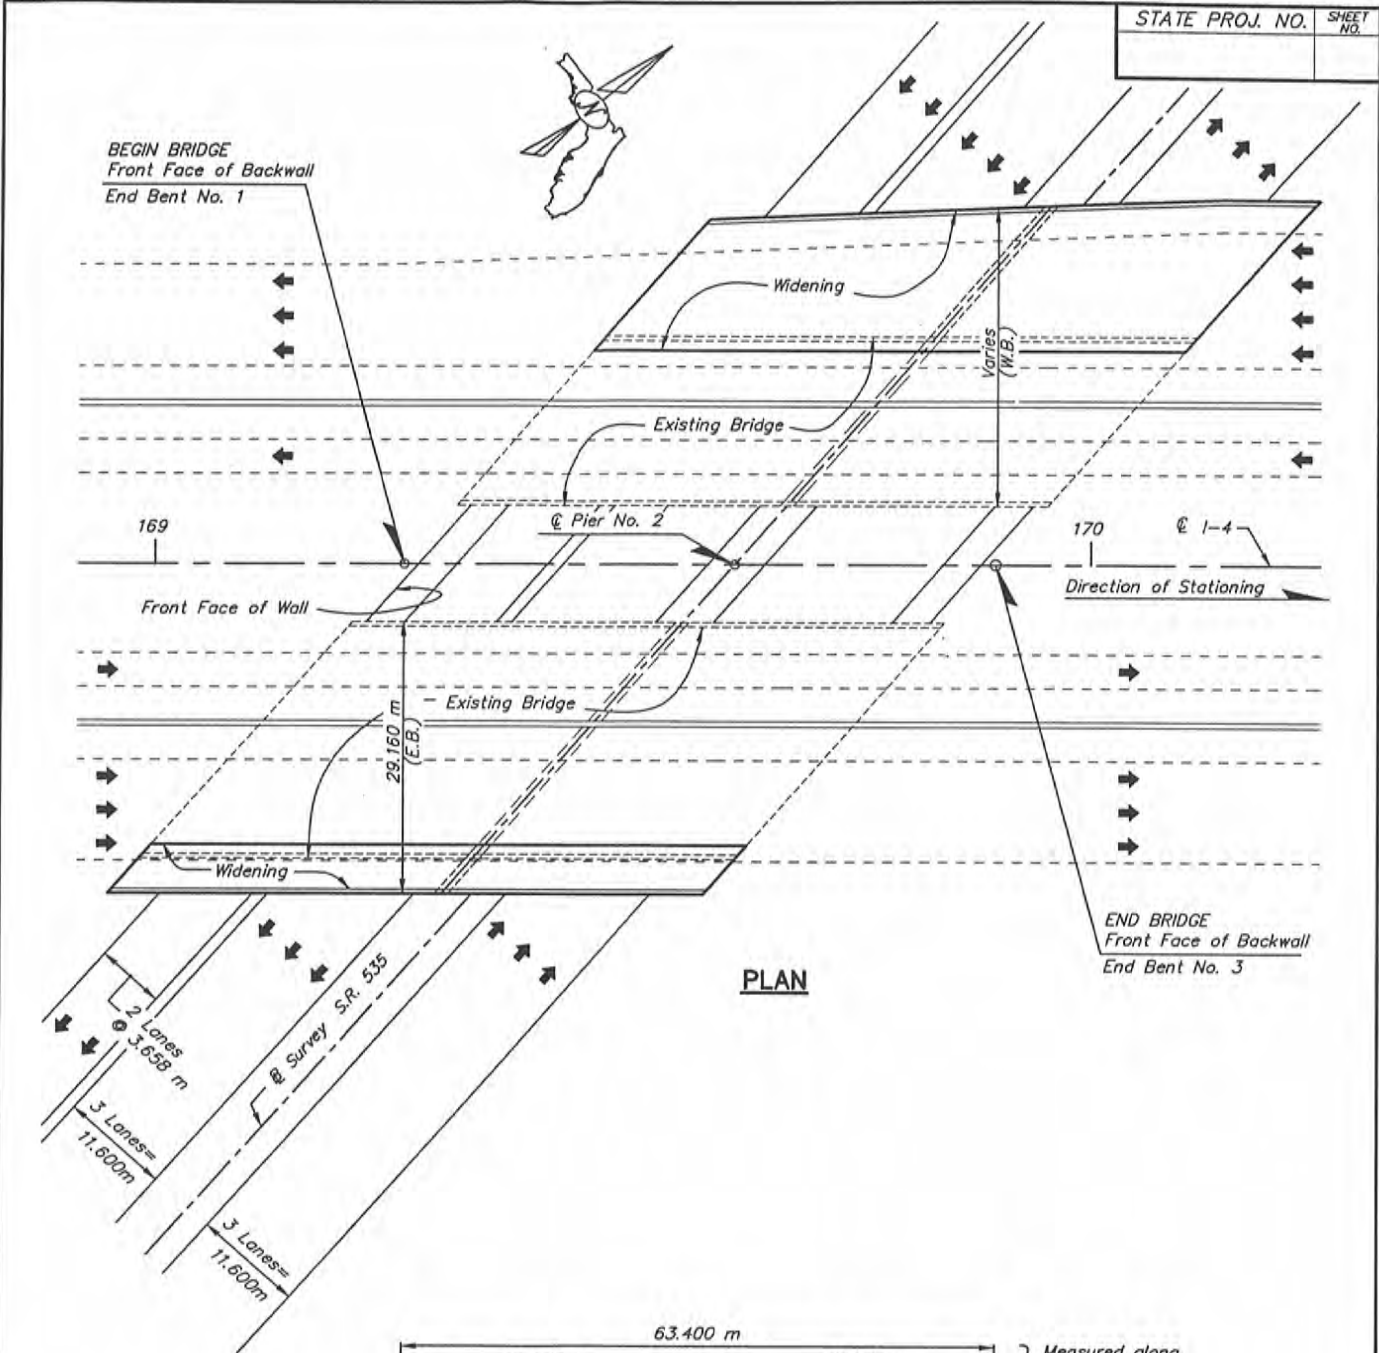 STATE PROJ. NO.
SHEET
NO.
BEGIN BRIDGE
Front Face of Backwall
End Bent No. 1
Widening
Varies
(W.B.)
Existing Bridge
169
℄ Pier No. 2
170
℄ I-4
Direction of Stationing
Front Face of Wall
Existing Bridge
29.160 m
(E.B.)
Widening
END BRIDGE
Front Face of Backwall
End Bent No. 3
PLAN
Survey S.R. 535
2 Lanes
@ 3.658 m
3 Lanes=
11.600m
3 Lanes=
11.600m
63.400 m
Measured along